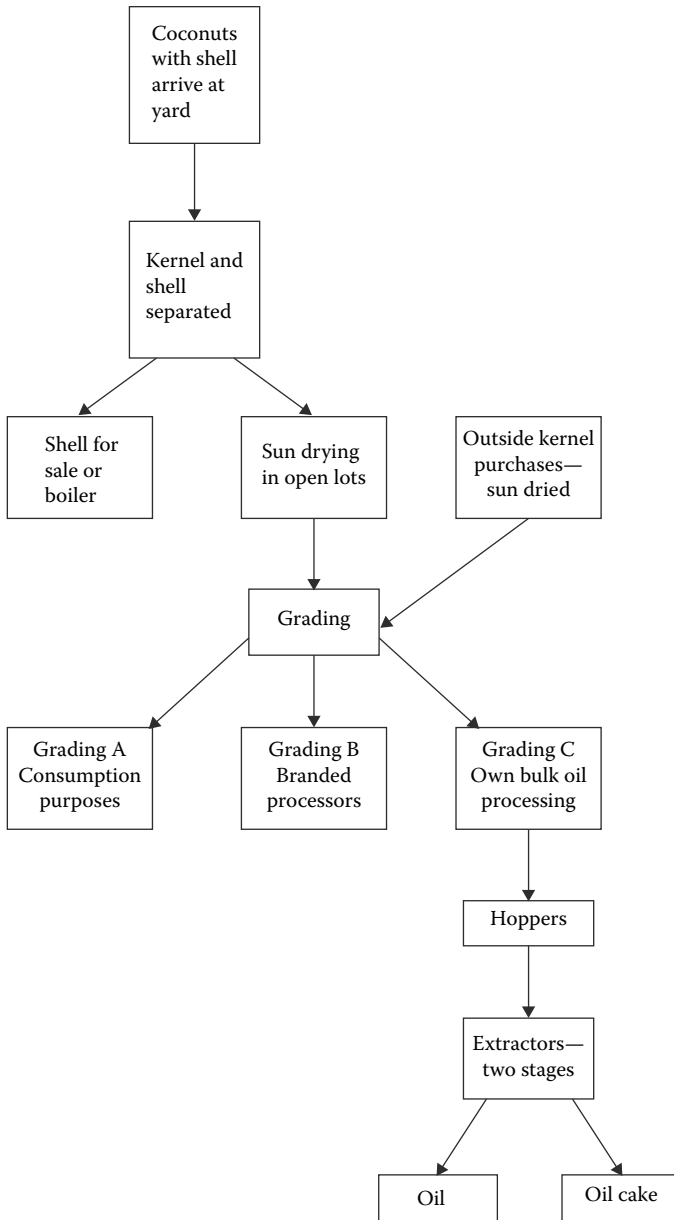 Coconuts
with shell
arrive at
yard
Kernel and
shell
separated
Shell for
sale or
boiler
Sun drying
in open lots
Outside kernel
purchases—
sun dried
Grading
Grading A
Consumption
purposes
Grading B
Branded
processors
Grading C
Own bulk oil
processing
Hoppers
Extractors—
two stages
Oil
Oil cake